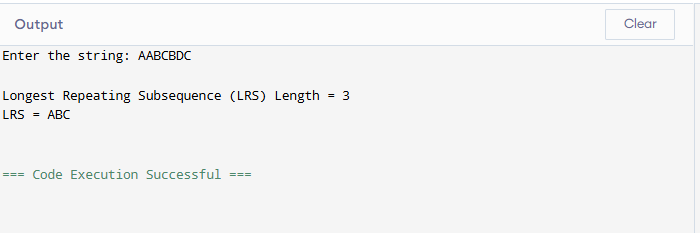 Output
Clear
Enter the string: AABCBDC
Longest Repeating Subsequence (LRS) Length = 3
LRS = ABC
=== Code Execution Successful ===